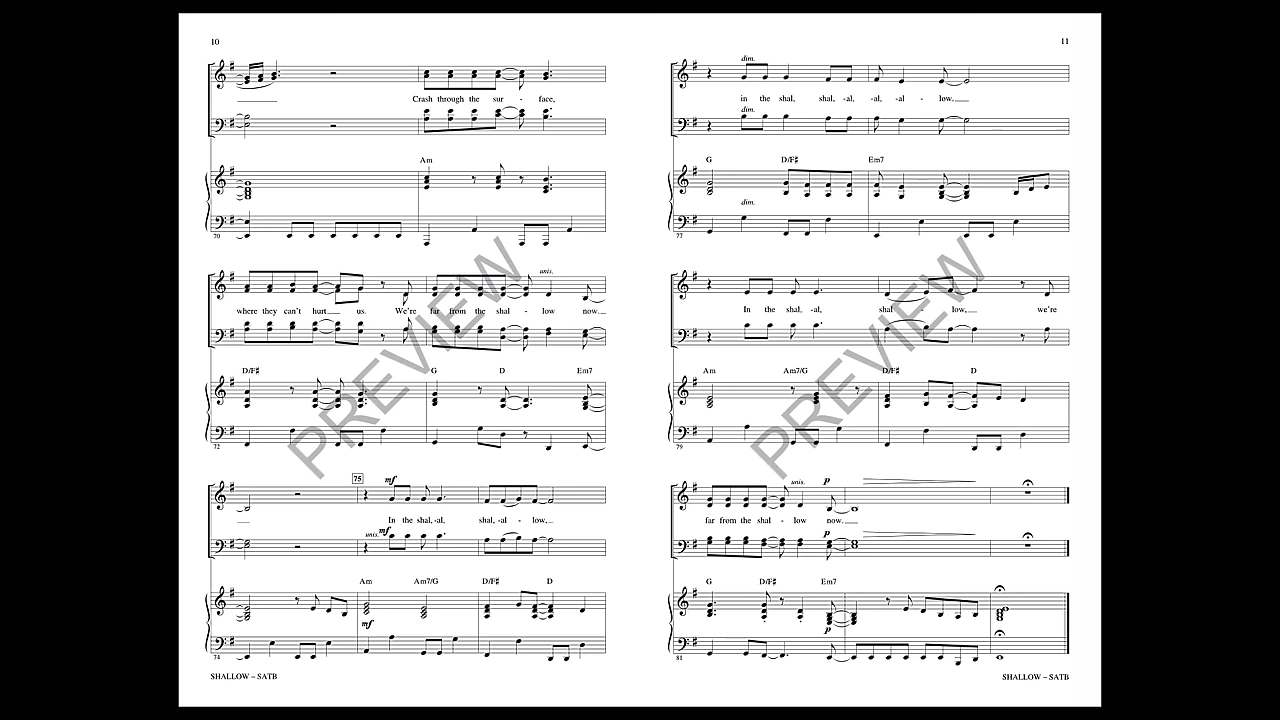 10
Crash through the sur - face,
Am
70
unis.
where they can't hurt us. We're far from the shal - low now.
D/F♯ G D Em7
72
75 mf
In the shal, -al, shal, -al - low,
unis. mf
Am Am7/G D/F♯ D
mf
74
SHALLOW – SATB
11
dim.
in the shal, shal, -al, -al, -al - low.
dim.
G D/F♯ Em7
dim.
77
In the shal, -al, shal - low, we're
Am Am7/G D/F♯ D
79
unis. p
far from the shal - low now.
p
G D/F♯ Em7
p
81
SHALLOW – SATB
PREVIEW
PREVIEW